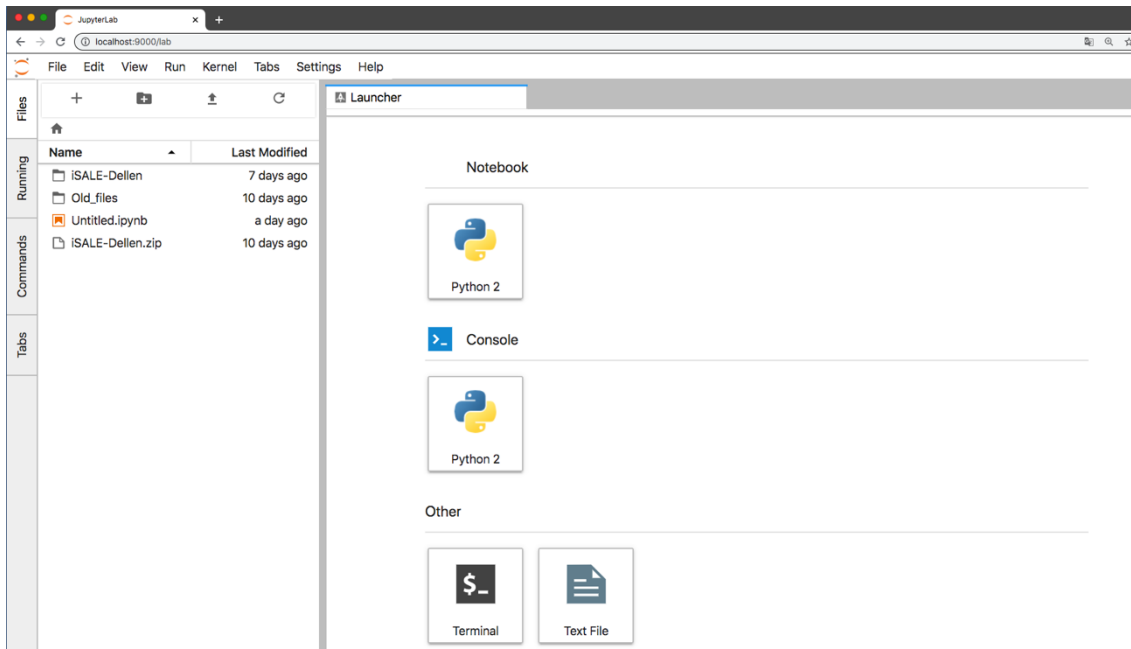 JupyterLab
localhost:9000/lab
File Edit View Run Kernel Tabs Settings Help
Files
Running
Commands
Tabs
Name Last Modified
iSALE-Dellen 7 days ago
Old_files 10 days ago
Untitled.ipynb a day ago
iSALE-Dellen.zip 10 days ago
Launcher
Notebook
Python 2
Console
Python 2
Other
$_
Terminal Text File